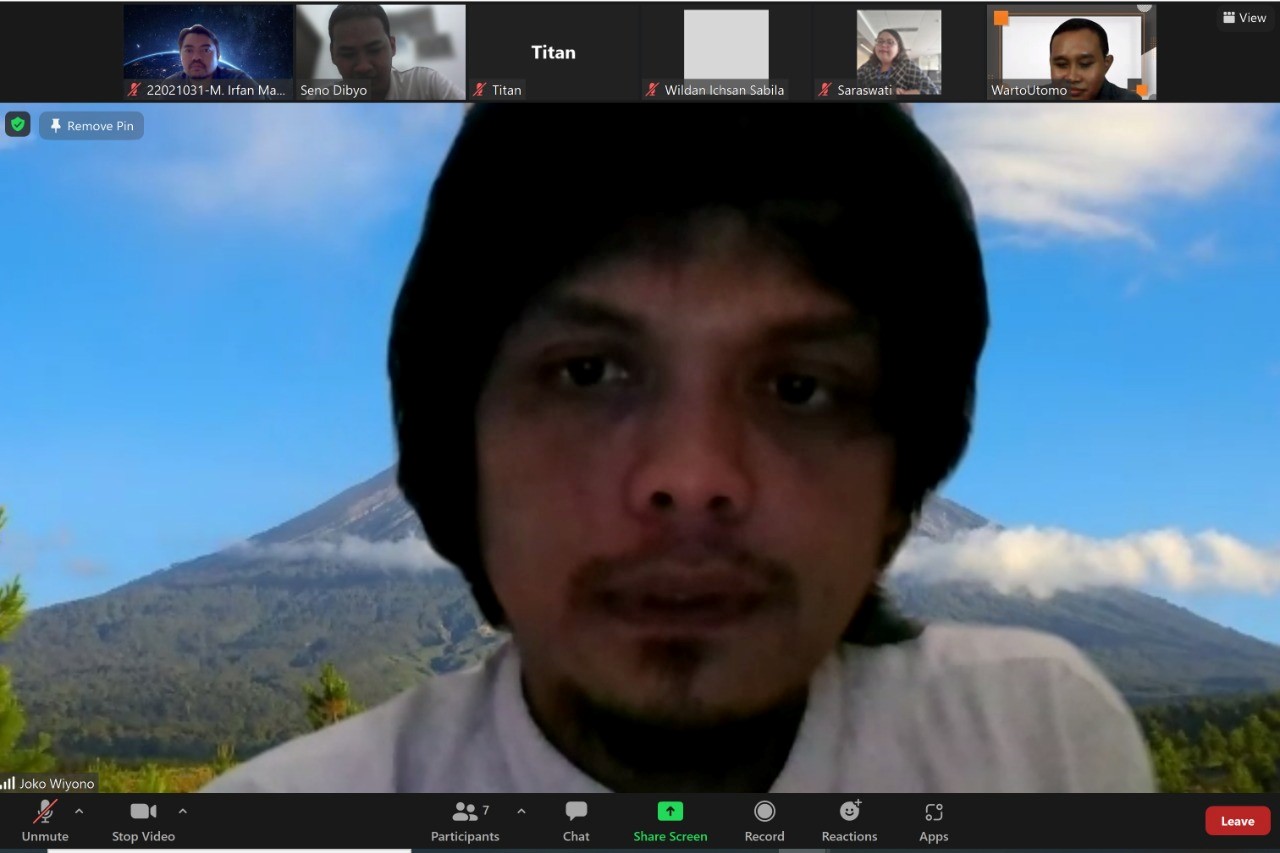 View
Titan
22021031-M. Irfan Ma...
Seno Dibyo
Titan
Wildan Ichsan Sabila
Saraswati
WartoUtomo
Remove Pin
Joko Wiyono
7
Unmute
Stop Video
Participants
Chat
Share Screen
Record
Reactions
Apps
Leave